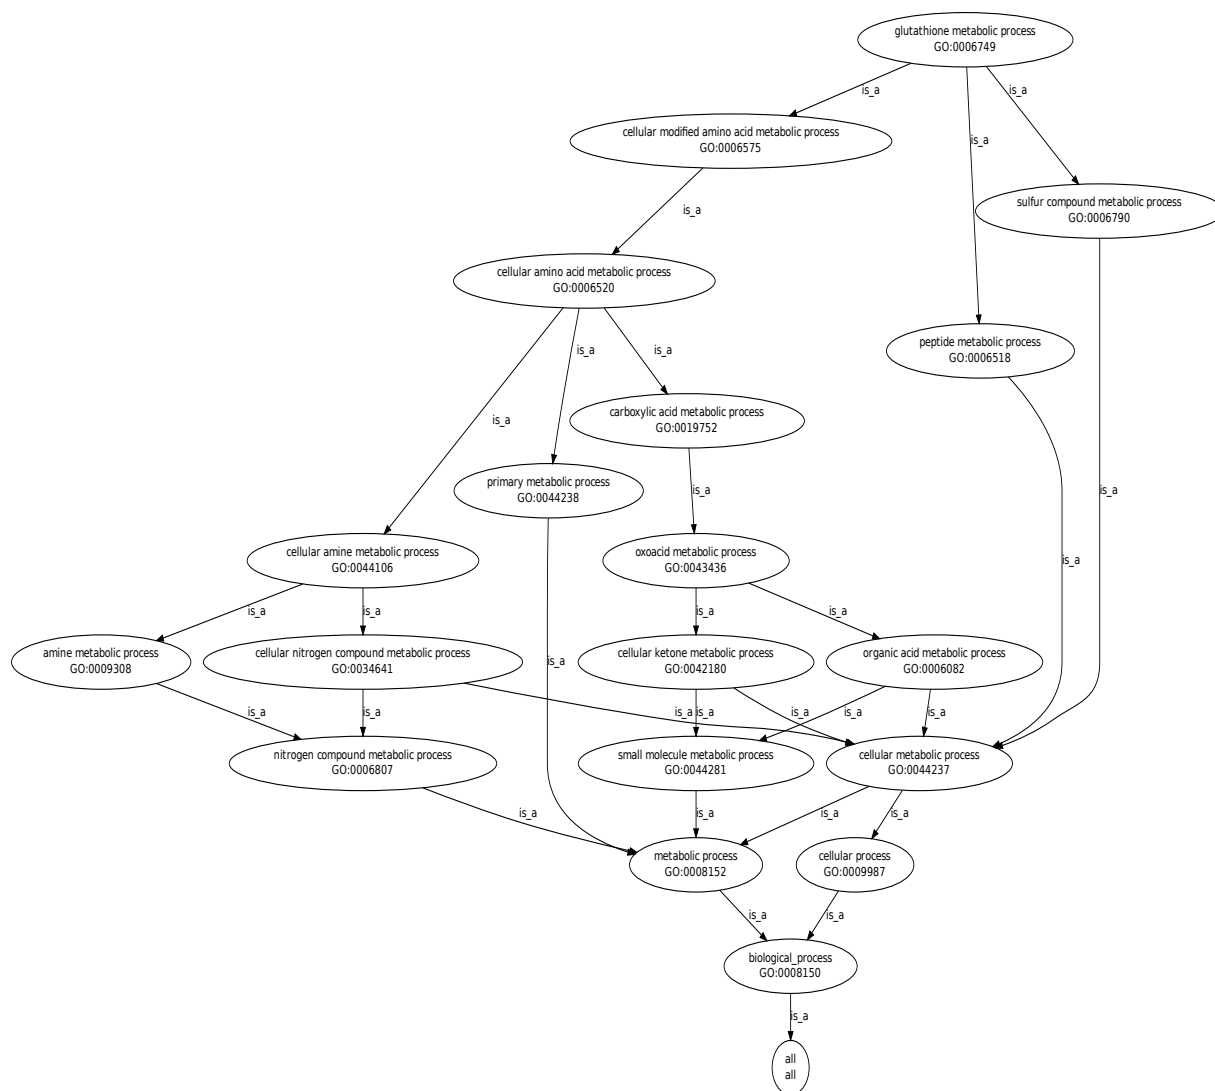 glutathione metabolic process
GO:0006749
is_a
cellular modified amino acid metabolic process
GO:0006575
is_a
is_a
sulfur compound metabolic process
GO:0006790
is_a
cellular amino acid metabolic process
GO:0006520
peptide metabolic process
GO:0006518
is_a
is_a
is_a
carboxylic acid metabolic process
GO:0019752
primary metabolic process
GO:0044238
is_a
is_a
cellular amine metabolic process
GO:0044106
oxoacid metabolic process
GO:0043436
is_a
is_a
is_a
is_a
is_a
amine metabolic process
GO:0009308
cellular nitrogen compound metabolic process
GO:0034641
is_a
cellular ketone metabolic process
GO:0042180
organic acid metabolic process
GO:0006082
is_a
is_a
is_a
is_a
is_a
is_a
is_a
nitrogen compound metabolic process
GO:0006807
small molecule metabolic process
GO:0044281
cellular metabolic process
GO:0044237
is_a
is_a
is_a
is_a
metabolic process
GO:0008152
cellular process
GO:0009987
is_a
is_a
biological_process
GO:0008150
is_a
all
all